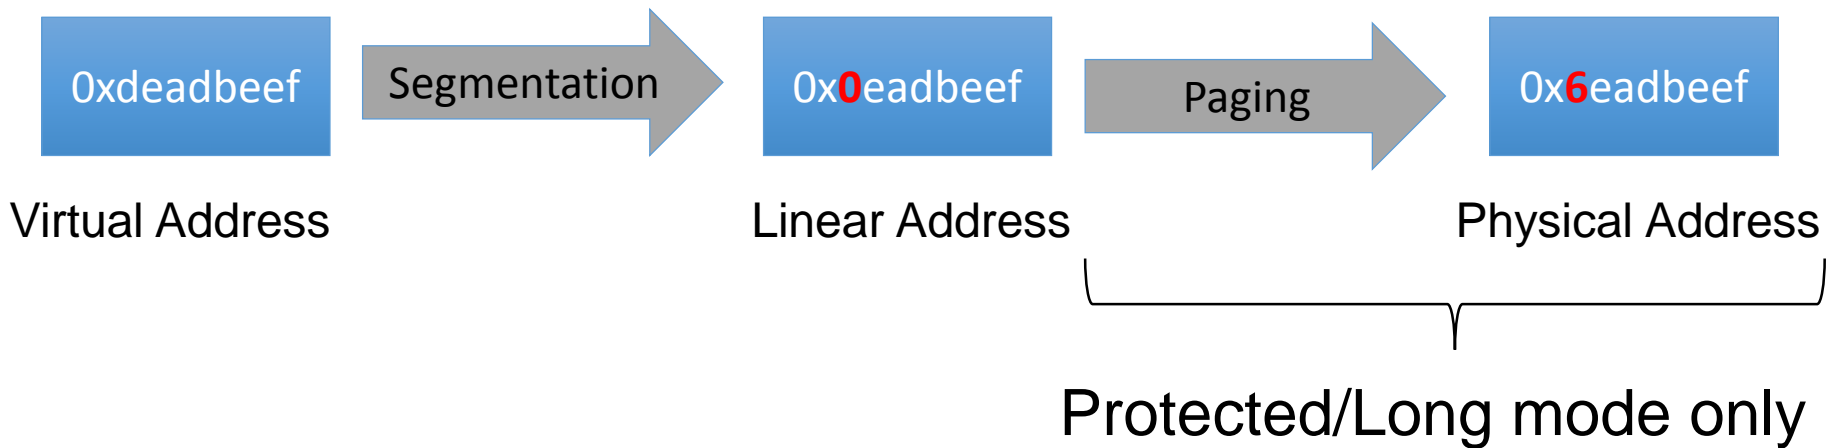 0xdeadbeef
Segmentation
0x0eadbeef
Paging
0x6eadbeef
Virtual Address
Linear Address
Physical Address
Protected/Long mode only